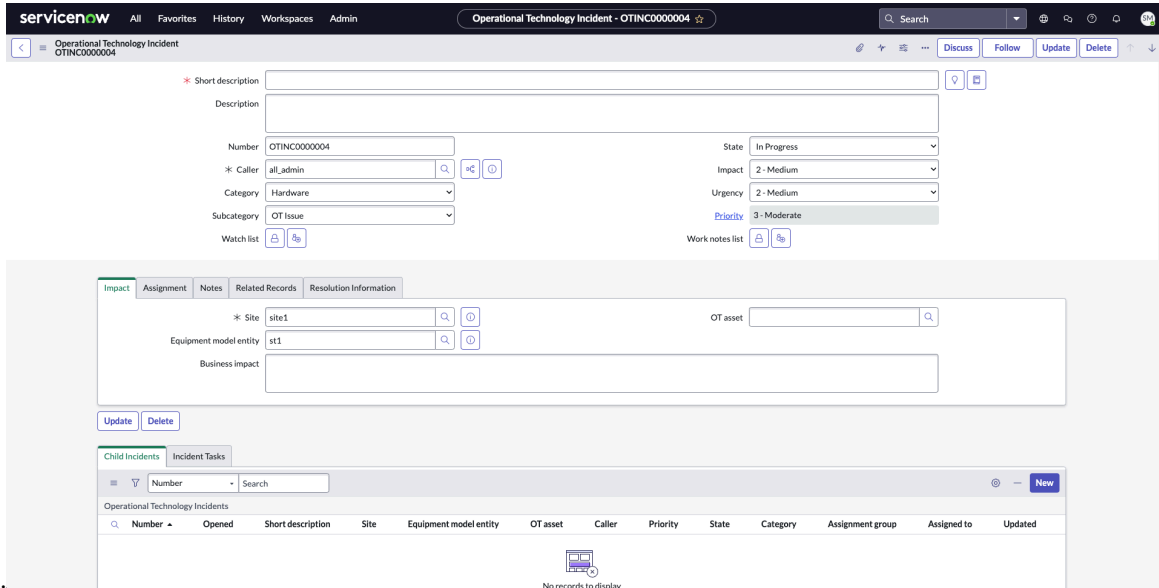 servicenow All Favorites History Workspaces Admin Operational Technology Incident - OTINC0000004 Search SM
Operational Technology Incident
OTINC0000004
Discuss Follow Update Delete
Short description
Description
Number OTINC0000004 State In Progress
Caller all_admin Impact 2 - Medium
Category Hardware Urgency 2 - Medium
Subcategory OT Issue Priority 3 - Moderate
Watch list Work notes list
Impact Assignment Notes Related Records Resolution Information
Site site1 OT asset
Equipment model entity st1
Business impact
Update Delete
Child Incidents Incident Tasks
Number Search New
Operational Technology Incidents
Number Opened Short description Site Equipment model entity OT asset Caller Priority State Category Assignment group Assigned to Updated
No records to display